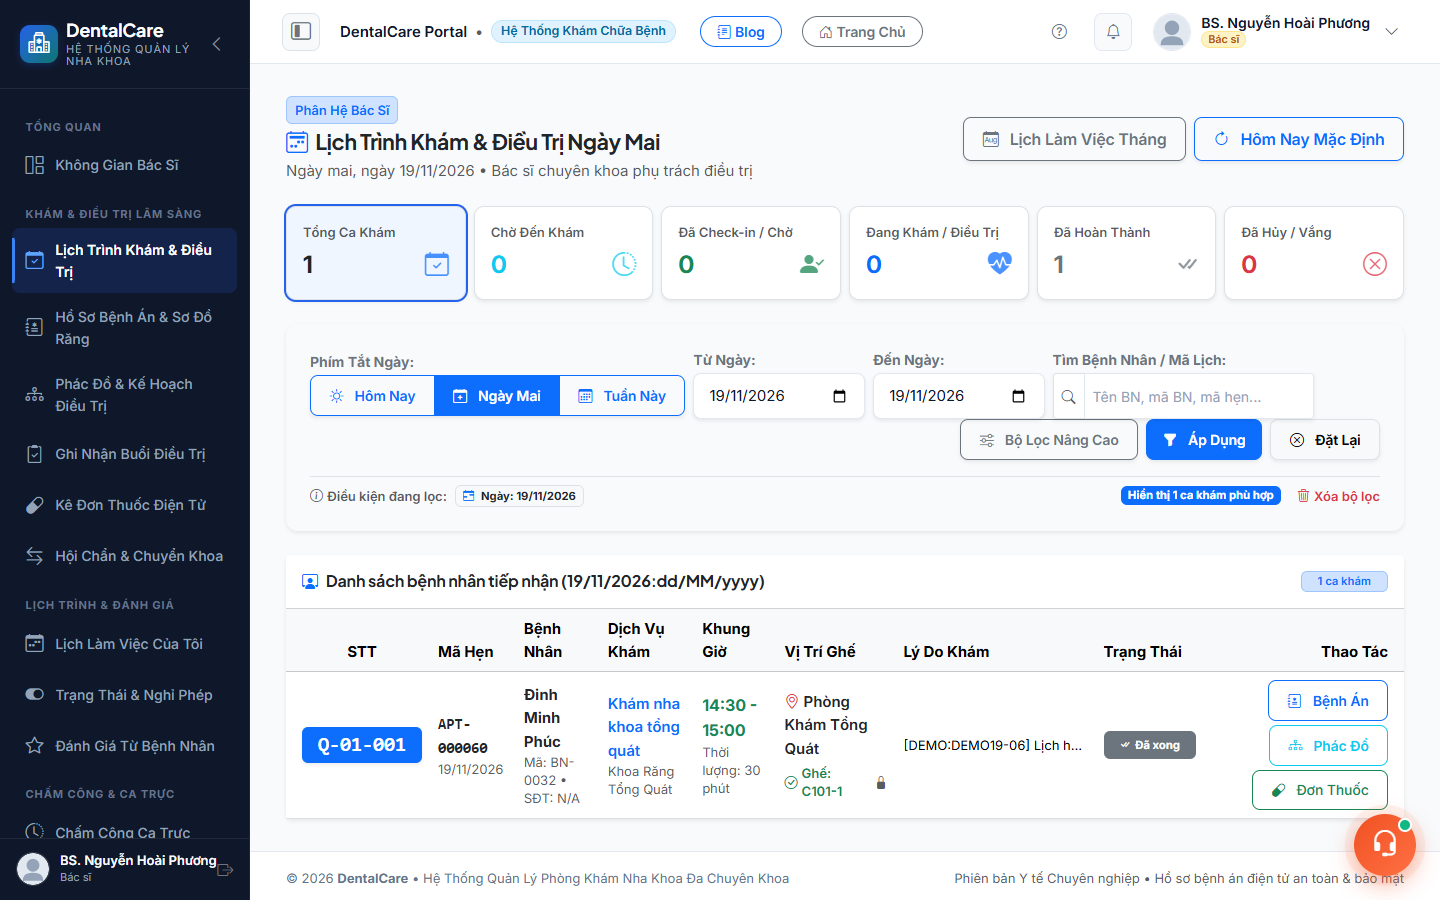 DentalCare
HỆ THỐNG QUẢN LÝ
NHA KHOA
TỔNG QUAN
Không Gian Bác Sĩ
KHÁM & ĐIỀU TRỊ LÂM SÀNG
Lịch Trình Khám & Điều
Trị
Hồ Sơ Bệnh Án & Sơ Đồ
Răng
Phác Đồ & Kế Hoạch
Điều Trị
Ghi Nhận Buổi Điều Trị
Kê Đơn Thuốc Điện Tử
Hội Chẩn & Chuyển Khoa
LỊCH TRÌNH & ĐÁNH GIÁ
Lịch Làm Việc Của Tôi
Trạng Thái & Nghỉ Phép
Đánh Giá Từ Bệnh Nhân
CHẤM CÔNG & CA TRỰC
Chấm Công Ca Trực
BS. Nguyễn Hoài Phương
Bác sĩ
DentalCare Portal • Hệ Thống Khám Chữa Bệnh
Blog
Trang Chủ
BS. Nguyễn Hoài Phương
Bác sĩ
Phân Hệ Bác Sĩ
Lịch Trình Khám & Điều Trị Ngày Mai
Ngày mai, ngày 19/11/2026 • Bác sĩ chuyên khoa phụ trách điều trị
Aug Lịch Làm Việc Tháng
Hôm Nay Mặc Định
Tổng Ca Khám
1
Chờ Đến Khám
0
Đã Check-in / Chờ
0
Đang Khám / Điều Trị
0
Đã Hoàn Thành
1
Đã Hủy / Vắng
0
Phím Tắt Ngày:
Hôm Nay
Ngày Mai
Tuần Này
Từ Ngày:
19/11/2026
Đến Ngày:
19/11/2026
Tìm Bệnh Nhân / Mã Lịch:
Tên BN, mã BN, mã hẹn...
Bộ Lọc Nâng Cao
Áp Dụng
Đặt Lại
Điều kiện đang lọc:
Ngày: 19/11/2026
Hiển thị 1 ca khám phù hợp
Xóa bộ lọc
Danh sách bệnh nhân tiếp nhận (19/11/2026:dd/MM/yyyy)
1 ca khám
STT
Mã Hẹn
Bệnh
Nhân
Dịch Vụ
Khám
Khung
Giờ
Vị Trí Ghế
Lý Do Khám
Trạng Thái
Thao Tác
Q-01-001
APT-
000060
19/11/2026
Đinh
Minh
Phúc
Mã: BN-
0032 •
SĐT: N/A
Khám nha
khoa tổng
quát
Khoa Răng
Tổng Quát
14:30 -
15:00
Thời
lượng: 30
phút
Phòng
Khám Tổng
Quát
Ghế:
C101-1
[DEMO:DEMO19-06] Lịch h...
Đã xong
Bệnh Án
Phác Đồ
Đơn Thuốc
© 2026 DentalCare • Hệ Thống Quản Lý Phòng Khám Nha Khoa Đa Chuyên Khoa
Phiên bản Y tế Chuyên nghiệp • Hồ sơ bệnh án điện tử an toàn & bảo mật